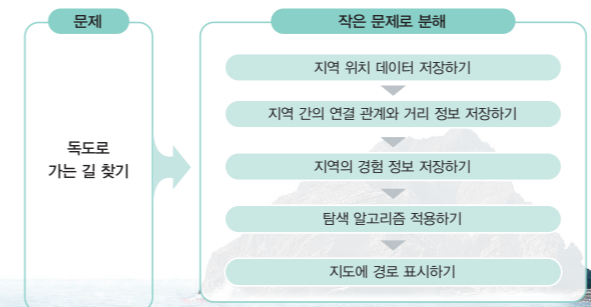 문제
독도로
가는 길 찾기
작은 문제로 분해
지역 위치 데이터 저장하기
지역 간의 연결 관계와 거리 정보 저장하기
지역의 경험 정보 저장하기
탐색 알고리즘 적용하기
지도에 경로 표시하기